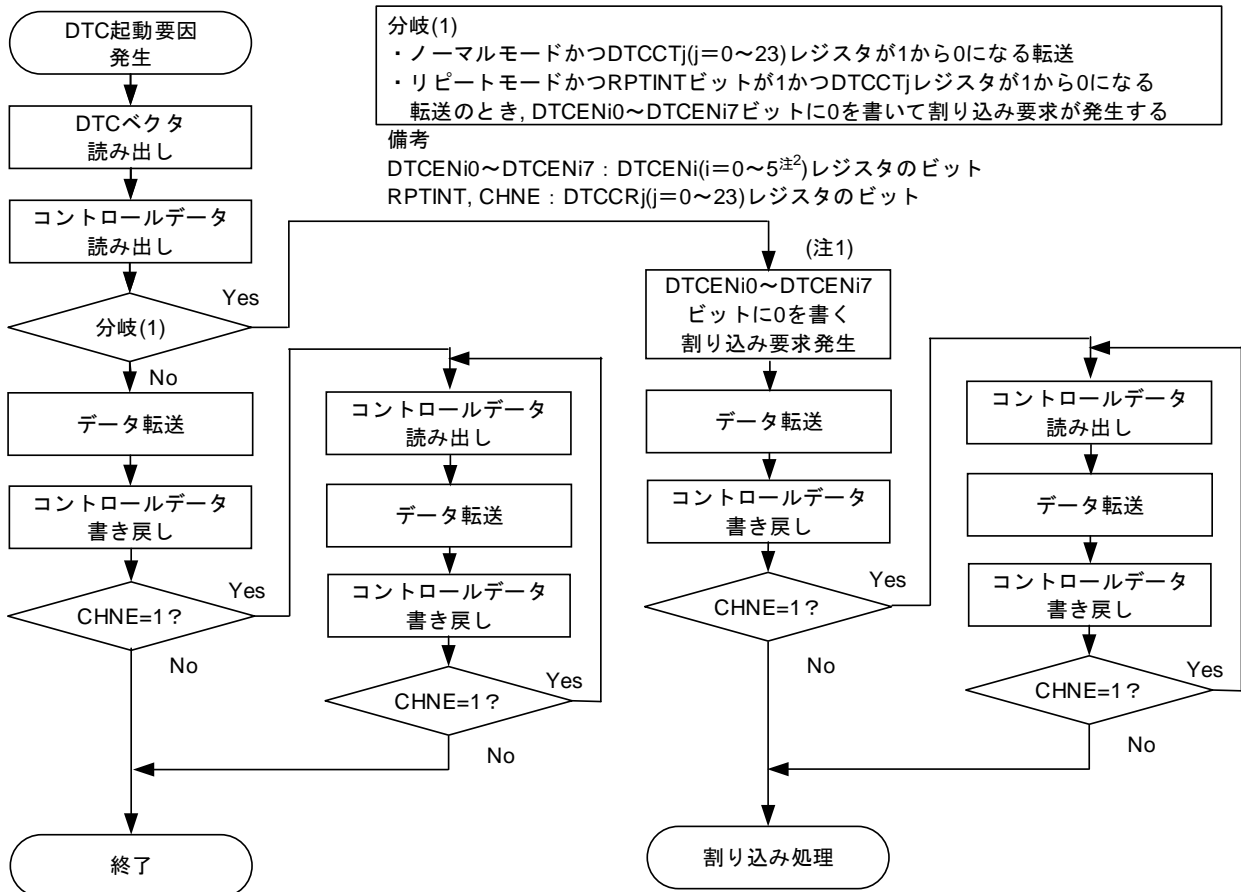 DTC起動要因
発生
DTCベクタ
読み出し
コントロールデータ
読み出し
分岐(1)
Yes
No
データ転送
コントロールデータ
書き戻し
CHNE=1？
Yes
No
終了
コントロールデータ
読み出し
データ転送
コントロールデータ
書き戻し
CHNE=1？
Yes
No
分岐(1)
・ノーマルモードかつDTCCTj(j＝0～23)レジスタが1から0になる転送
・リピートモードかつRPTINTビットが1かつDTCCTjレジスタが1から0になる
転送のとき, DTCENi0～DTCENi7ビットに0を書いて割り込み要求が発生する
備考
DTCENi0～DTCENi7：DTCENi(i＝0～5注2)レジスタのビット
RPTINT, CHNE：DTCCRj(j＝0～23)レジスタのビット
(注1)
DTCENi0～DTCENi7
ビットに0を書く
割り込み要求発生
データ転送
コントロールデータ
書き戻し
CHNE=1？
Yes
No
割り込み処理
コントロールデータ
読み出し
データ転送
コントロールデータ
書き戻し
CHNE=1？
Yes
No